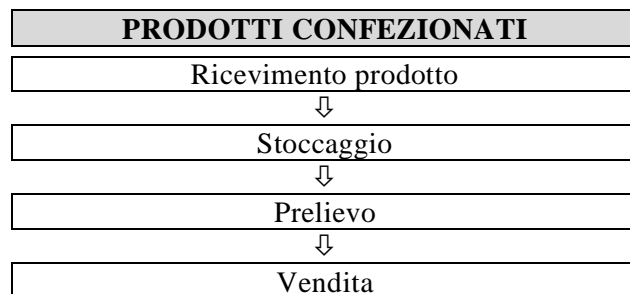 PRODOTTI CONFEZIONATI
Ricevimento prodotto
⇩
Stoccaggio
⇩
Prelievo
⇩
Vendita